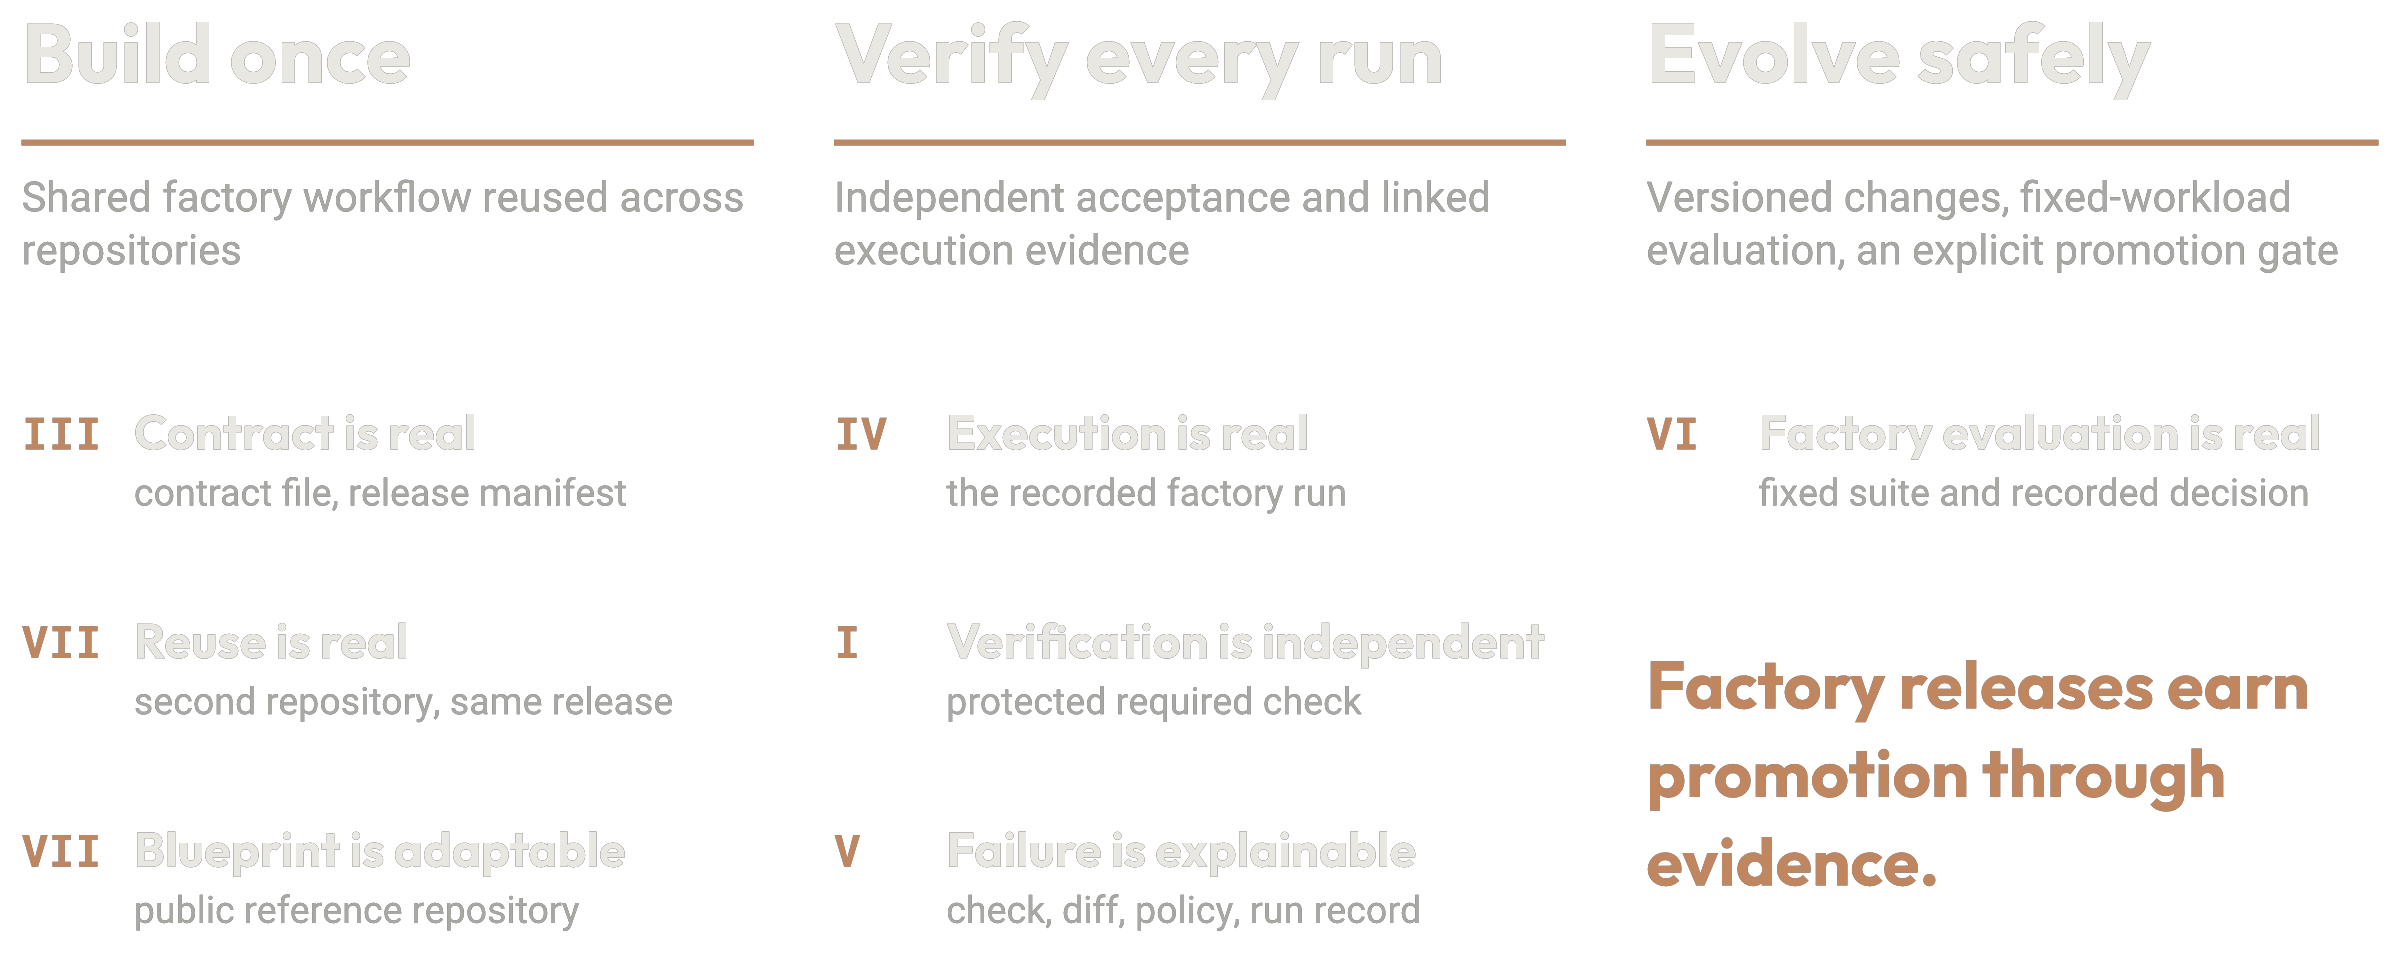 Build once
Shared factory workflow reused across
repositories
III Contract is real
contract file, release manifest
VII Reuse is real
second repository, same release
VII Blueprint is adaptable
public reference repository
Verify every run
Independent acceptance and linked
execution evidence
IV Execution is real
the recorded factory run
I Verification is independent
protected required check
V Failure is explainable
check, diff, policy, run record
Evolve safely
Versioned changes, fixed-workload
evaluation, an explicit promotion gate
VI Factory evaluation is real
fixed suite and recorded decision
Factory releases earn
promotion through
evidence.